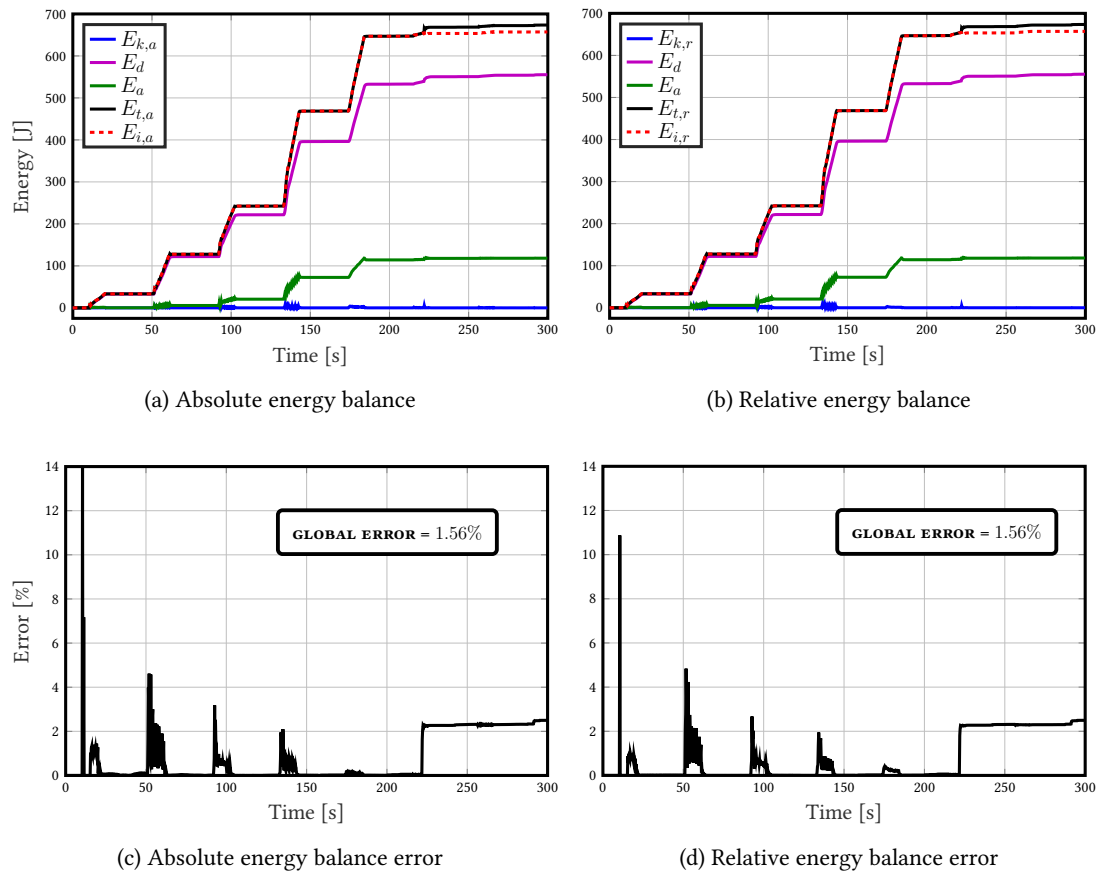 700
600
500
400
300
200
100
0
Energy [J]
E_{k,a}
E_d
E_a
E_{t,a}
E_{i,a}
0 50 100 150 200 250 300
Time [s]
(a) Absolute energy balance
700
600
500
400
300
200
100
0
E_{k,r}
E_d
E_a
E_{t,r}
E_{i,r}
0 50 100 150 200 250 300
Time [s]
(b) Relative energy balance
14
12
10
8
6
4
2
0
Error [%]
GLOBAL ERROR = 1.56%
0 50 100 150 200 250 300
Time [s]
(c) Absolute energy balance error
14
12
10
8
6
4
2
0
GLOBAL ERROR = 1.56%
0 50 100 150 200 250 300
Time [s]
(d) Relative energy balance error